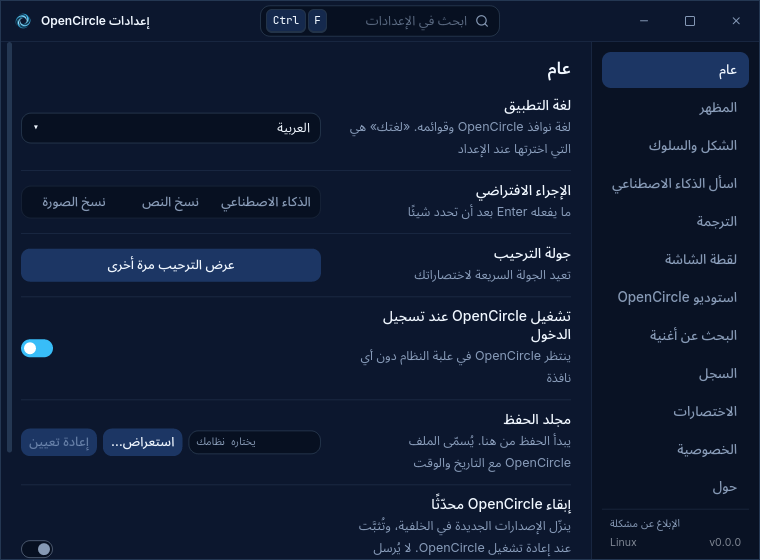 إعدادات OpenCircle
ابحث في الإعدادات
Ctrl F
عام
المظهر
الشكل والسلوك
اسأل الذكاء الاصطناعي
الترجمة
لقطة الشاشة
استوديو OpenCircle
البحث عن أغنية
السجل
الاختصارات
الخصوصية
حول
الإبلاغ عن مشكلة
v0.0.0
Linux
عام
لغة التطبيق
لغة نوافذ OpenCircle وقوائمه. «لغتك» هي
التي اخترتها عند الإعداد
العربية
الإجراء الافتراضي
ما يفعله Enter بعد أن تحدد شيئًا
الذكاء الاصطناعي
نسخ النص
نسخ الصورة
جولة الترحيب
تعيد الجولة السريعة لاختصاراتك
عرض الترحيب مرة أخرى
تشغيل OpenCircle عند تسجيل
الدخول
ينتظر OpenCircle في علبة النظام دون أي
نافذة
مجلد الحفظ
يبدأ الحفظ من هنا. يُسمّى الملف
OpenCircle مع التاريخ والوقت
يختاره نظامك
استعراض...
إعادة تعيين
إبقاء OpenCircle محدّثًا
ينزّل الإصدارات الجديدة في الخلفية، وتُثبَّت
عند إعادة تشغيل OpenCircle. لا يُرسل